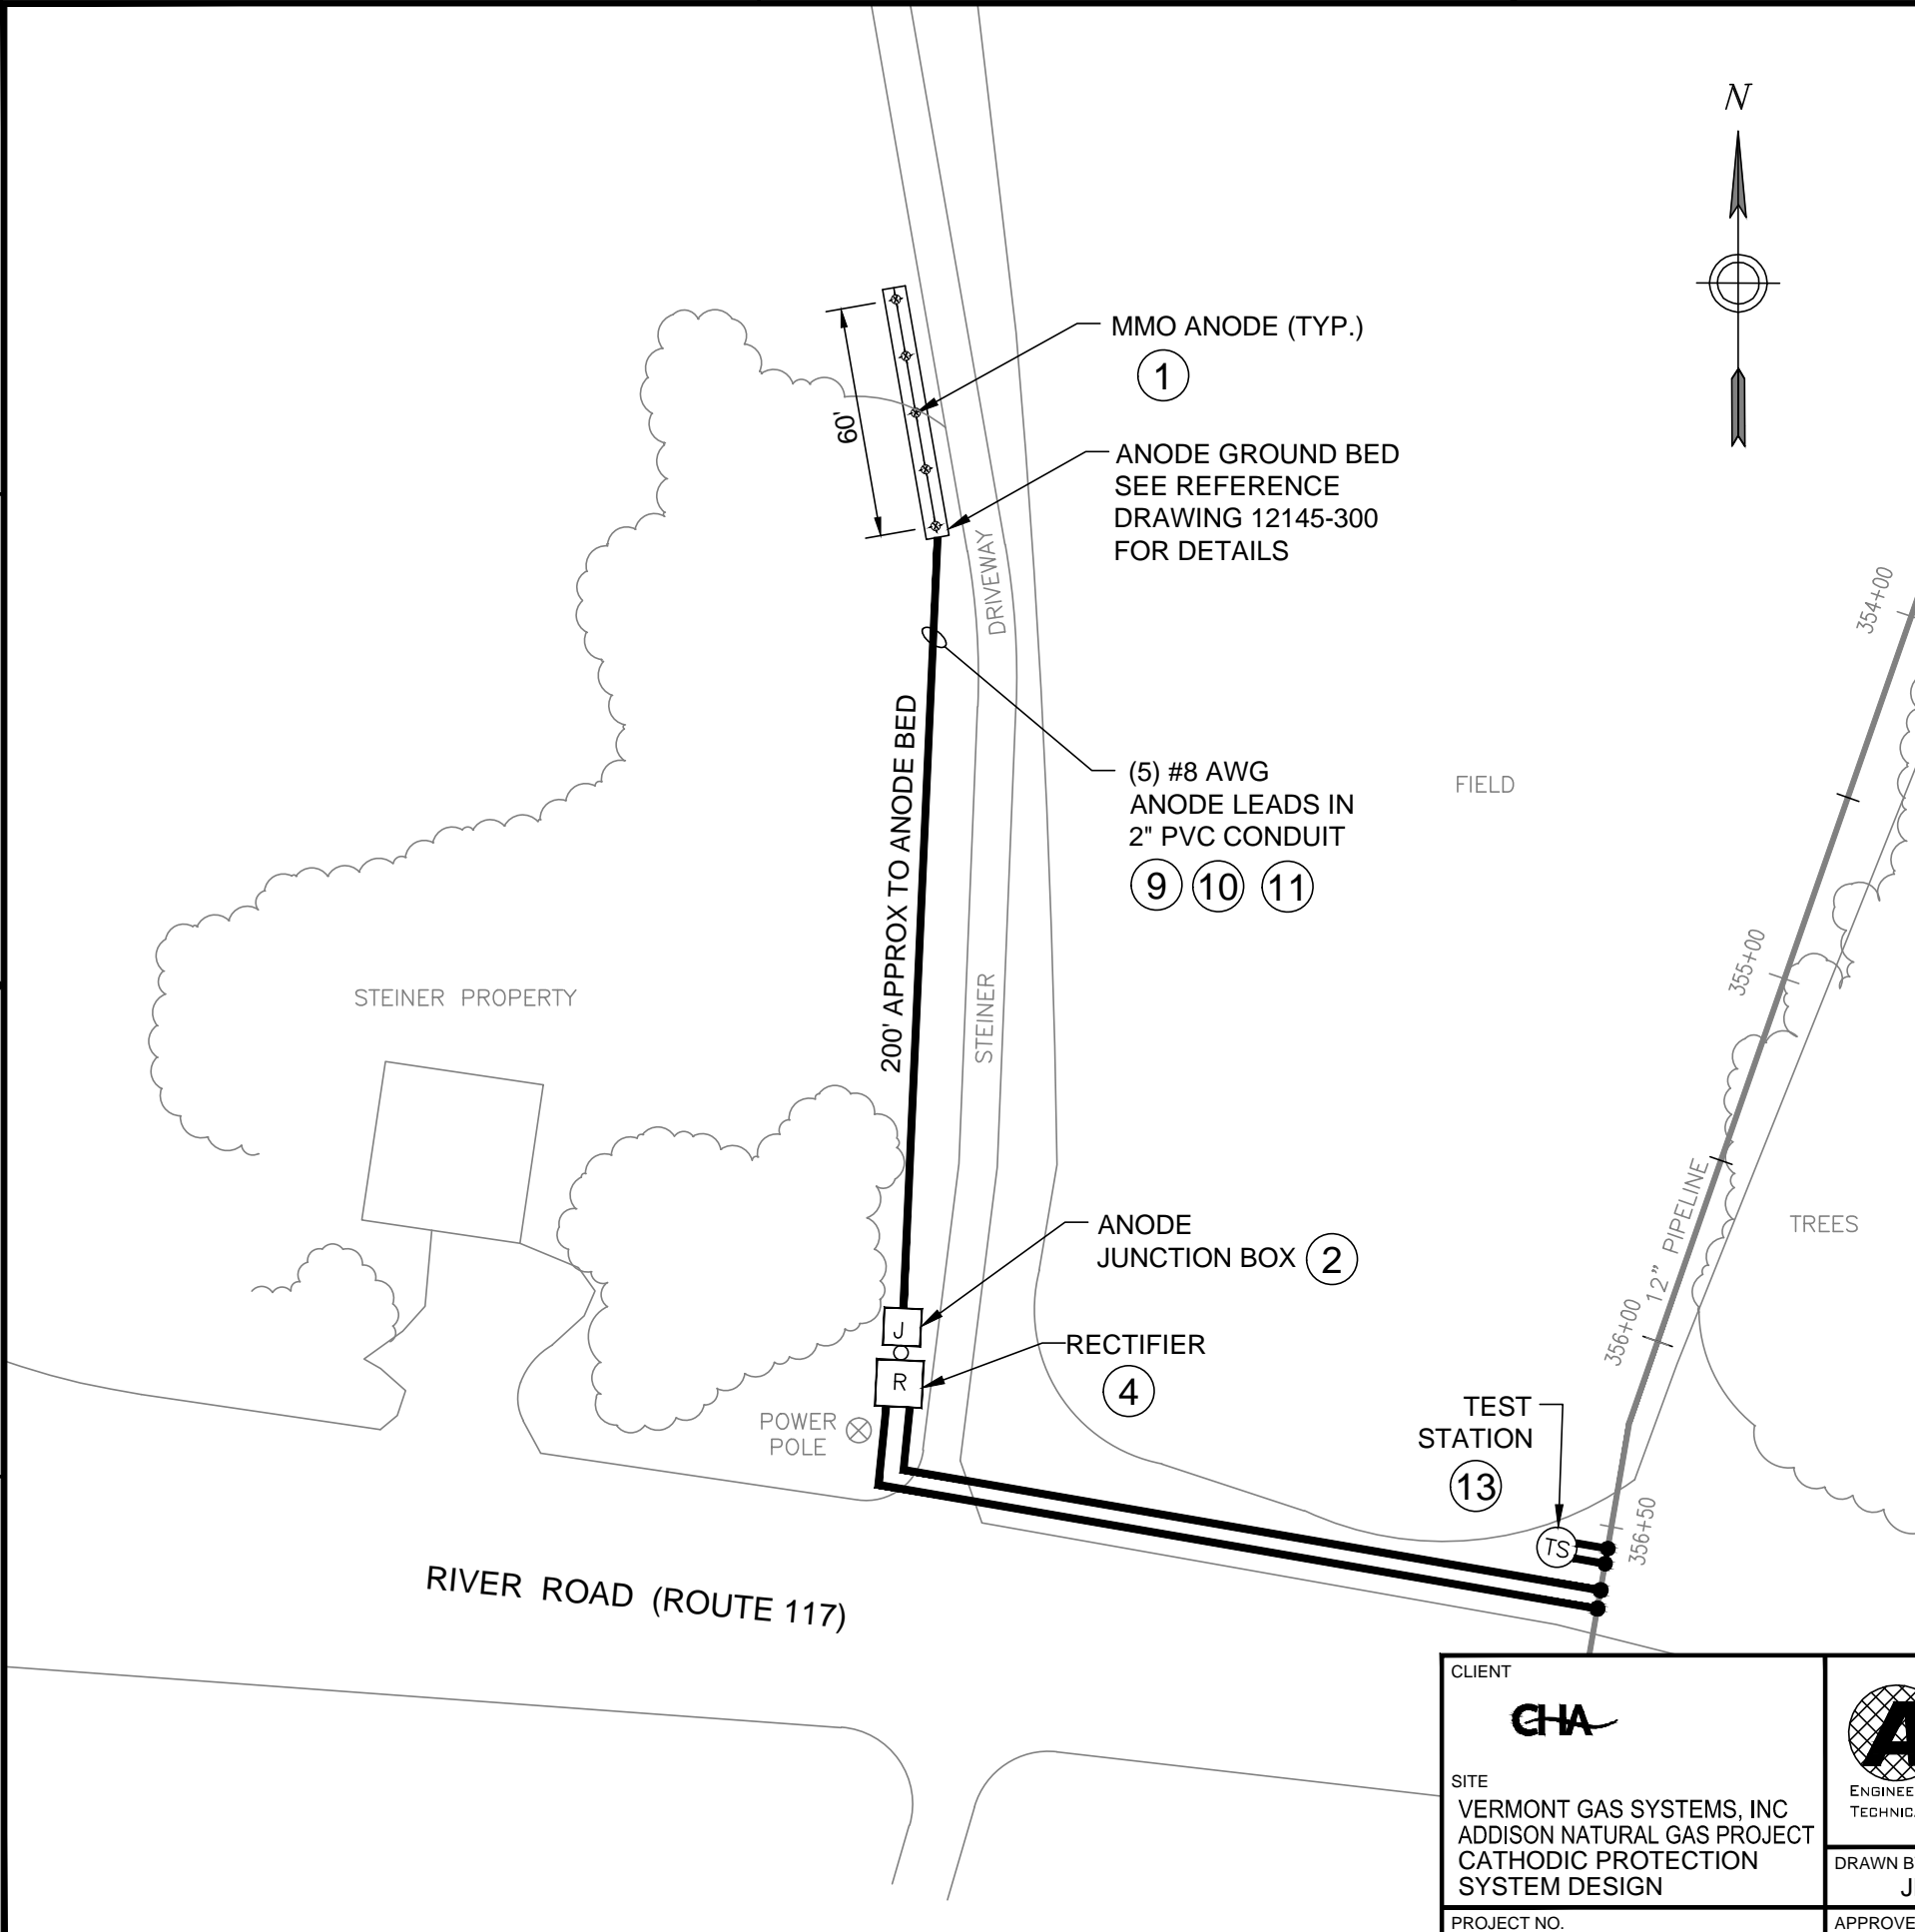 N
MMO ANODE (TYP.)
1
60'
ANODE GROUND BED
SEE REFERENCE
DRAWING 12145-300
FOR DETAILS
DRIVEWAY
354+00
200' APPROX TO ANODE BED
(5) #8 AWG
ANODE LEADS IN
2" PVC CONDUIT
9 10 11
FIELD
355+00
STEINER PROPERTY
STEINER
12" PIPELINE
TREES
ANODE
JUNCTION BOX 2
J
RECTIFIER
4
R
356+00
POWER
POLE
TEST
STATION
13
TS
356+50
RIVER ROAD (ROUTE 117)
CLIENT
CHA
SITE
VERMONT GAS SYSTEMS, INC
ADDISON NATURAL GAS PROJECT
CATHODIC PROTECTION
SYSTEM DESIGN
PROJECT NO.
A
ENGINEE
TECHNIC
DRAWN B
J
APPROVE